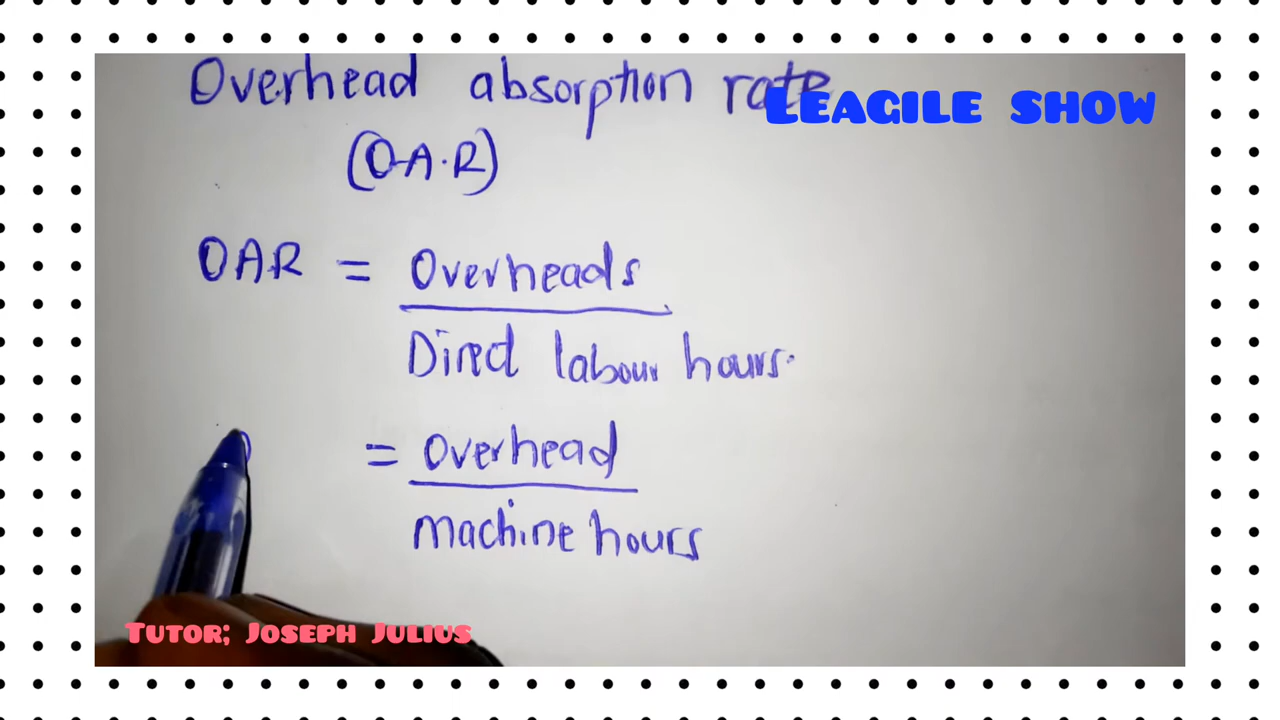 Overhead absorption rate
LEAGILE SHOW
(O.A.R)
OAR = Overheads
Direct labour hours.
= Overhead
machine hours
TUTOR; JOSEPH JULIUS